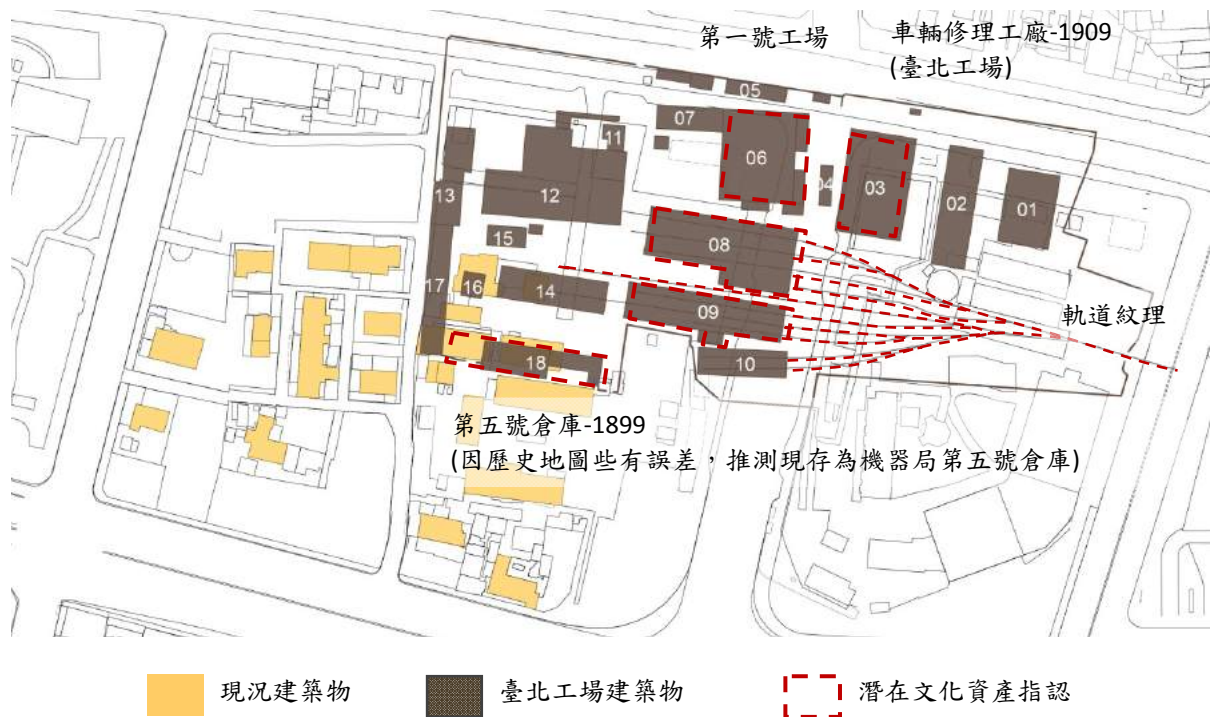 第一號工場
車輛修理工廠-1909
(臺北工場)
05
07
11
06
04
03
02
01
13
12
15
08
17
16
14
09
軌道紋理
18
10
第五號倉庫-1899
(因歷史地圖些有誤差，推測現存為機器局第五號倉庫)
現況建築物
臺北工場建築物
潛在文化資產指認